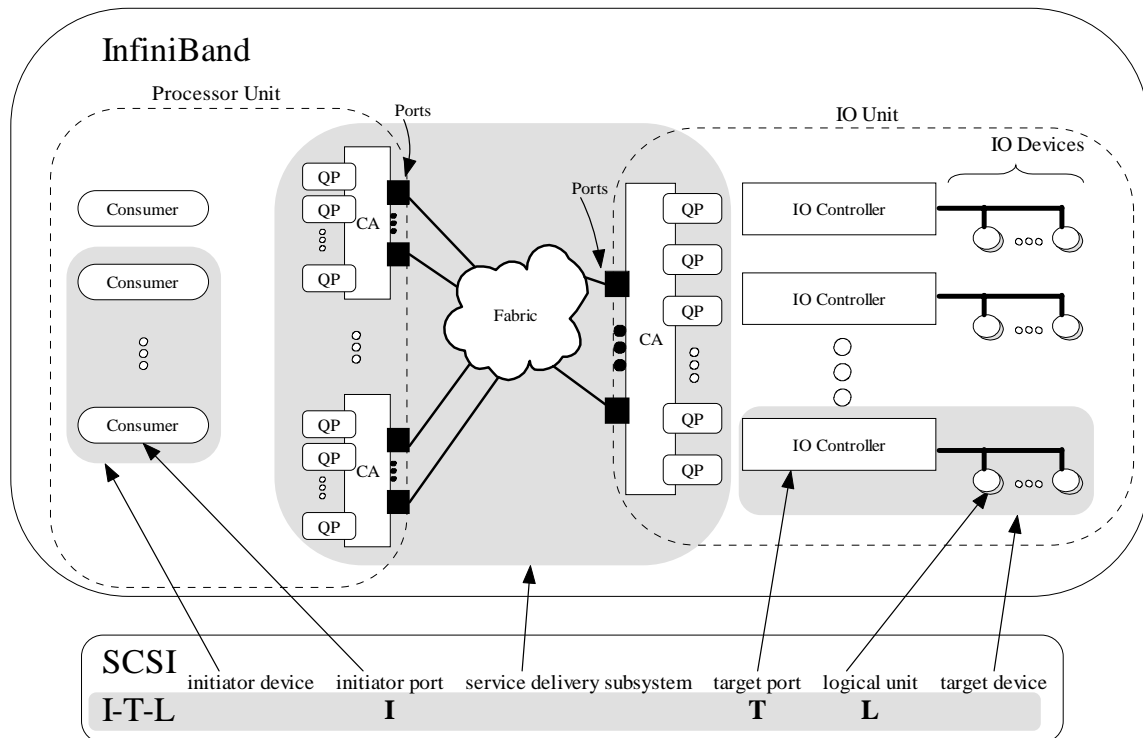 InfiniBand
Processor Unit
Ports
IO Unit
IO Devices
Consumer
Consumer
Consumer
QP
QP
QP
CA
QP
QP
QP
CA
Fabric
Ports
CA
QP
QP
QP
QP
QP
IO Controller
IO Controller
IO Controller
SCSI
initiator device initiator port service delivery subsystem target port logical unit target device
I-T-L I T L